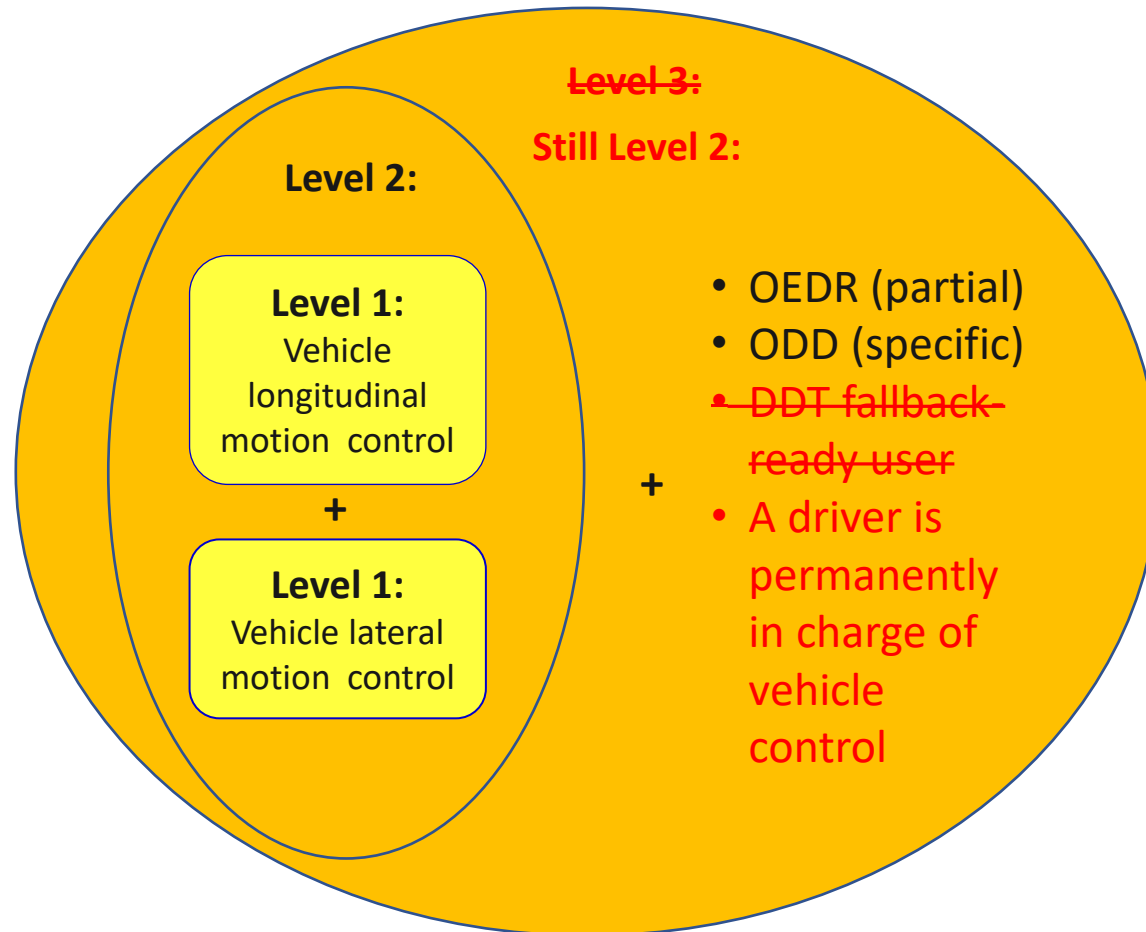 Level 3:
Still Level 2:
Level 2:
Level 1:
Vehicle
longitudinal
motion control
+
Level 1:
Vehicle lateral
motion control
+
• OEDR (partial)
• ODD (specific)
• DDT fallback-
ready user
• A driver is
permanently
in charge of
vehicle
control